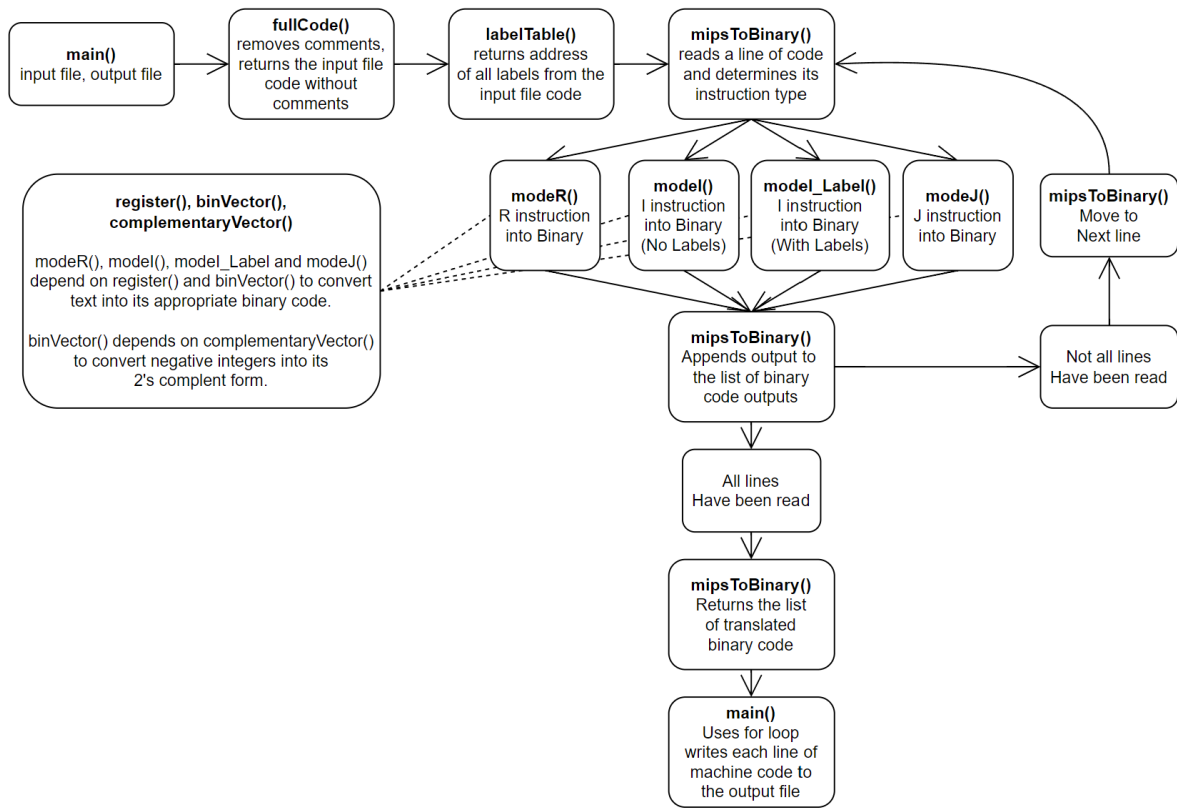 main()
input file, output file
fullCode()
removes comments,
returns the input file
code without
comments
labelTable()
returns address
of all labels from the
input file code
mipsToBinary()
reads a line of code
and determines its
instruction type
register(), binVector(),
complementaryVector()
modeR(), modeI(), modeI_Label and modeJ()
depend on register() and binVector() to convert
text into its appropriate binary code.
binVector() depends on complementaryVector()
to convert negative integers into its
2's complent form.
modeR()
R instruction
into Binary
modeI()
I instruction
into Binary
(No Labels)
modeI_Label()
I instruction
into Binary
(With Labels)
modeJ()
J instruction
into Binary
mipsToBinary()
Move to
Next line
mipsToBinary()
Appends output to
the list of binary
code outputs
Not all lines
Have been read
All lines
Have been read
mipsToBinary()
Returns the list
of translated
binary code
main()
Uses for loop
writes each line of
machine code to
the output file